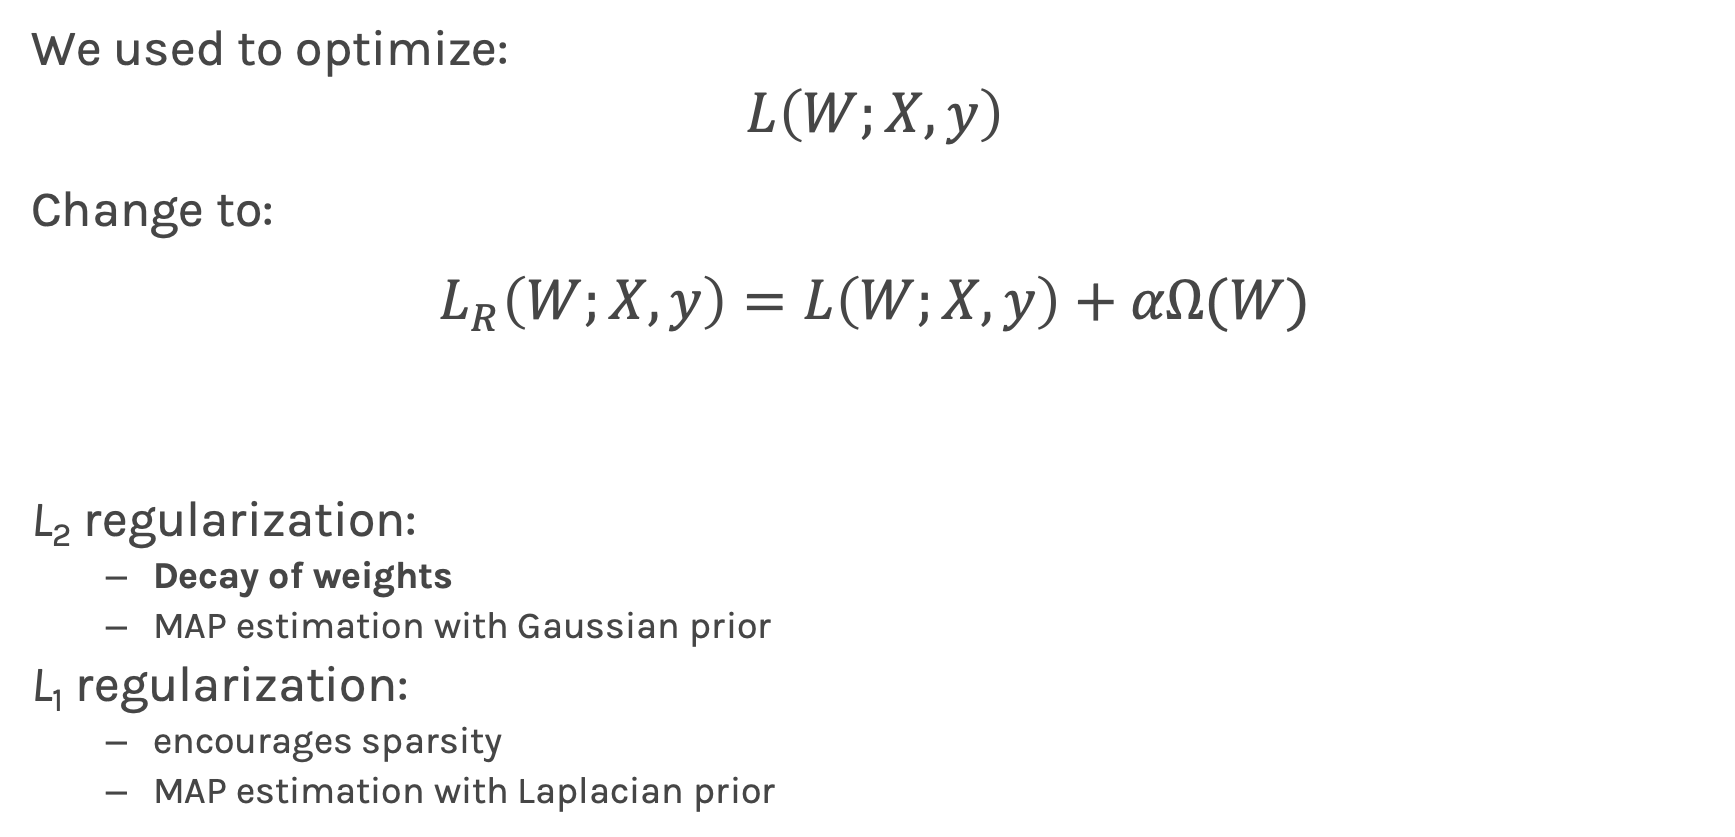 We used to optimize:
L(W; X, y)
Change to:
L_R(W; X, y) = L(W; X, y) + αΩ(W)
L₂ regularization:
– Decay of weights
– MAP estimation with Gaussian prior
L₁ regularization:
– encourages sparsity
– MAP estimation with Laplacian prior